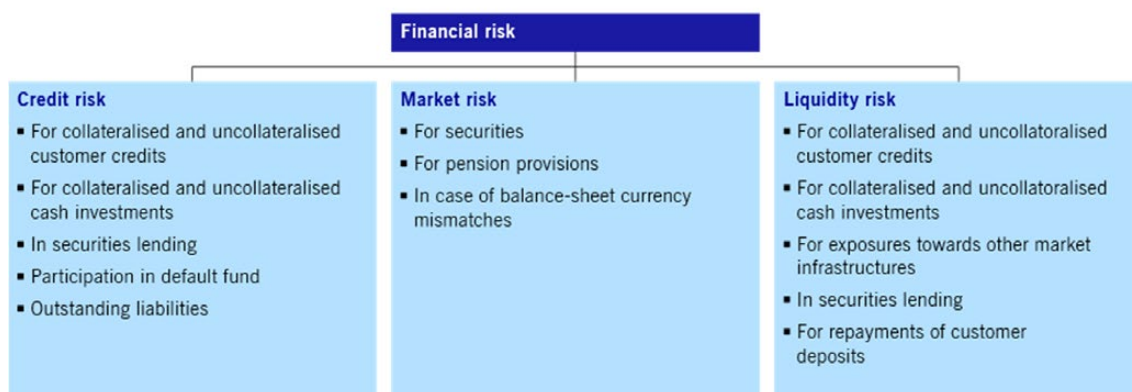 Financial risk
Credit risk
▪ For collateralised and uncollateralised
customer credits
▪ For collateralised and uncollateralised
cash investments
▪ In securities lending
▪ Participation in default fund
▪ Outstanding liabilities
Market risk
▪ For securities
▪ For pension provisions
▪ In case of balance-sheet currency
mismatches
Liquidity risk
▪ For collateralised and uncollatoralised
customer credits
▪ For collateralised and uncollatoralised
cash investments
▪ For exposures towards other market
infrastructures
▪ In securities lending
▪ For repayments of customer
deposits